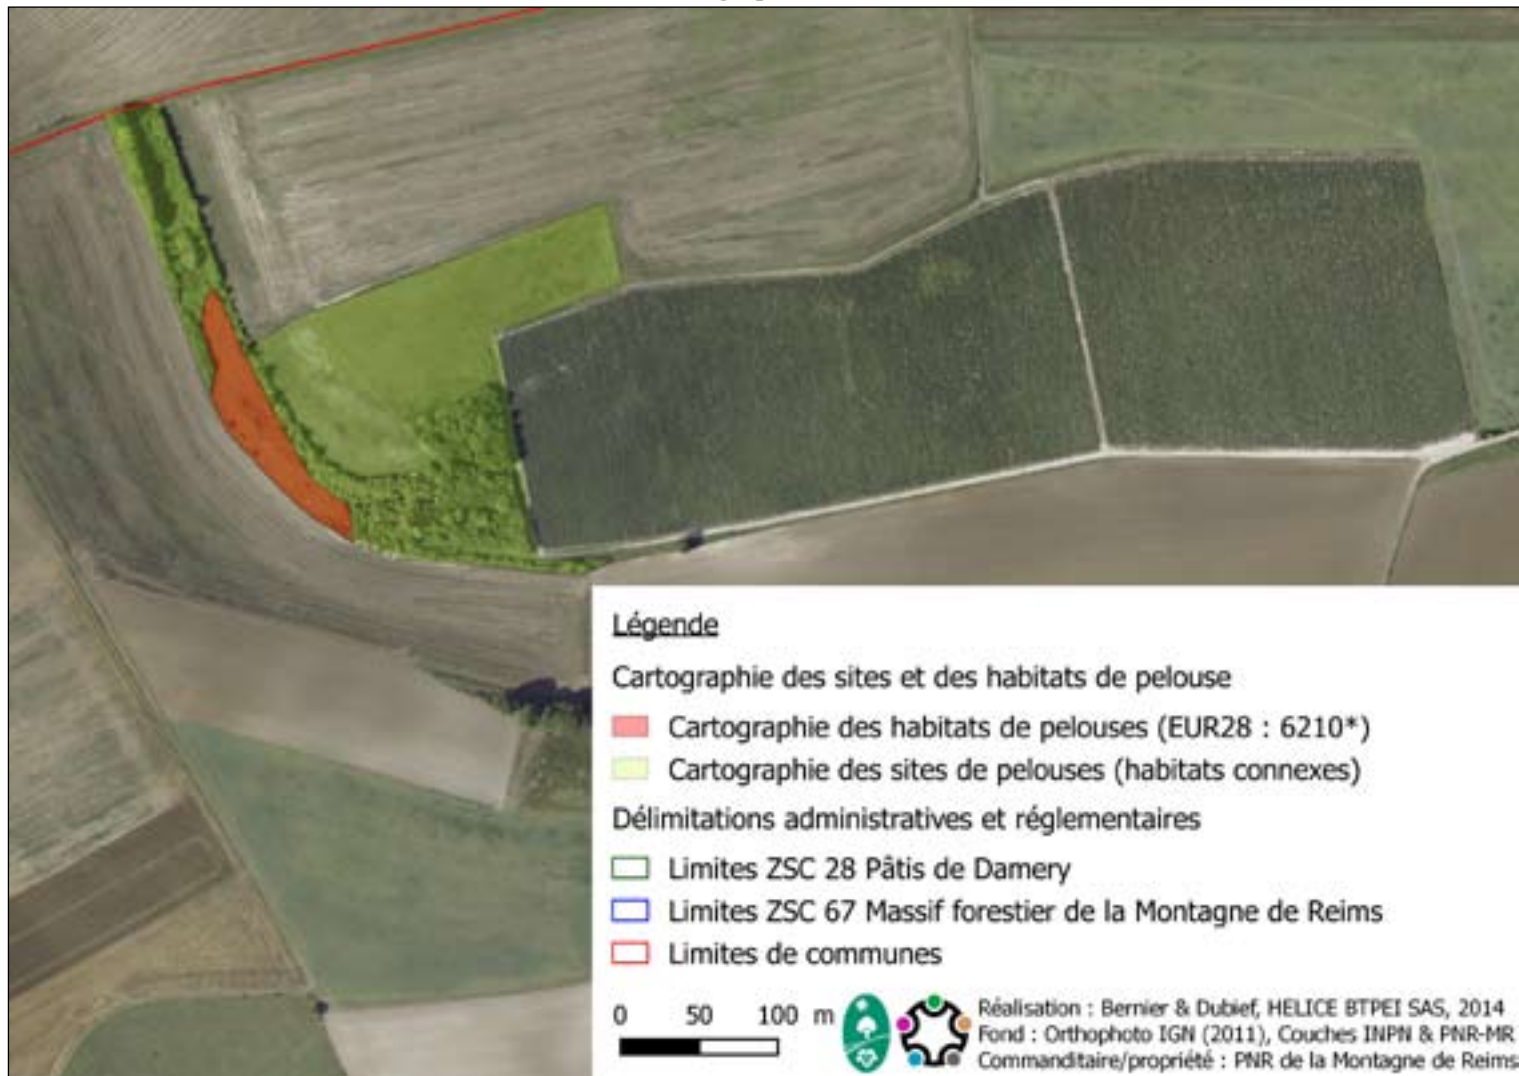 Légende
Cartographie des sites et des habitats de pelouse
Cartographie des habitats de pelouses (EUR28 : 6210*)
Cartographie des sites de pelouses (habitats connexes)
Délimitations administratives et réglementaires
Limites ZSC 28 Pâtis de Damery
Limites ZSC 67 Massif forestier de la Montagne de Reims
Limites de communes
0 50 100 m
Réalisation : Bernier & Dubief, HELICE BTPEI SAS, 2014
Fond : Orthophoto IGN (2011), Couches INPN & PNR-MR
Commanditaire/propriété : PNR de la Montagne de Reims